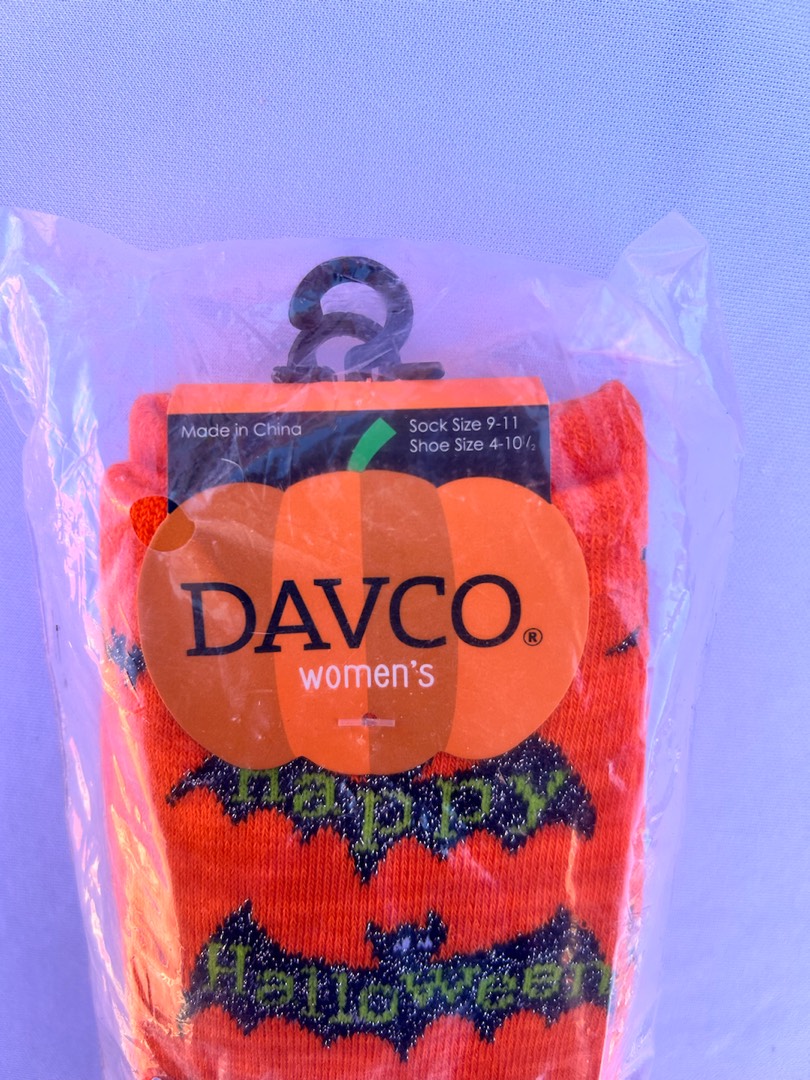 Made in China
Sock Size 9-11
Shoe Size 4-10½
DAVCO®
women's
Happy
Halloween